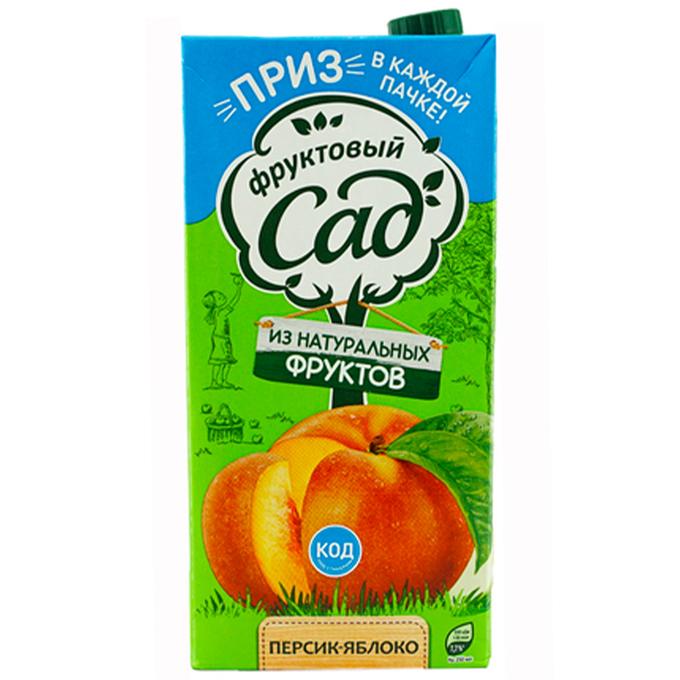 ПРИЗ
В КАЖДОЙ
ПАЧКЕ!
фруктовый
Сад
ИЗ НАТУРАЛЬНЫХ
ФРУКТОВ
КОД
ПЕРСИК-ЯБЛОКО